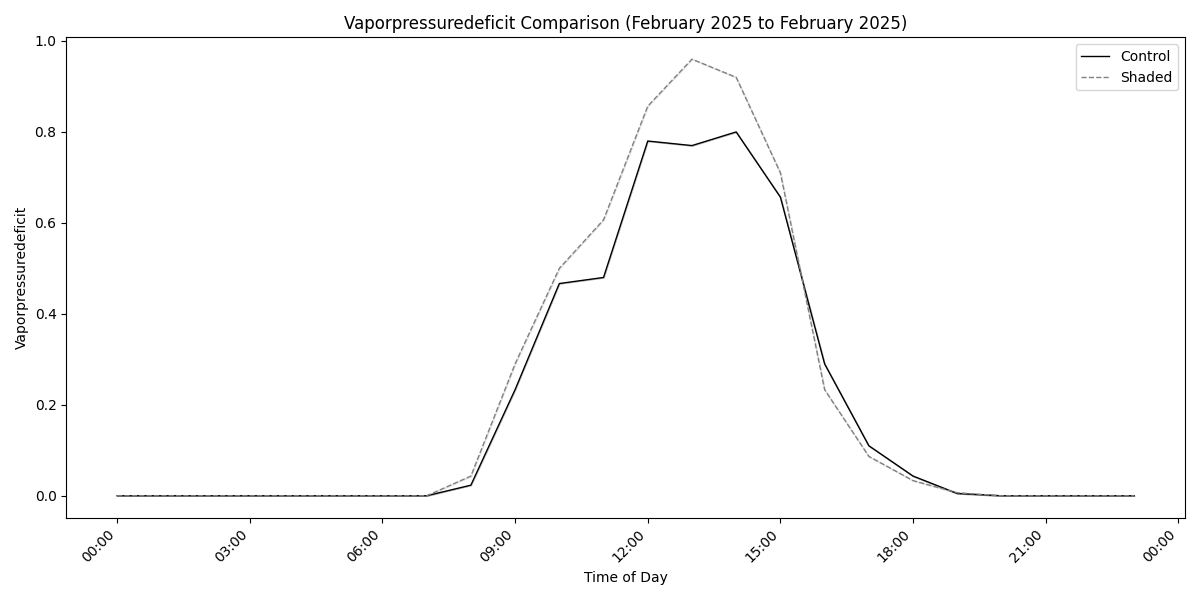 Vaporpressuredeficit Comparison (February 2025 to February 2025)
Control
Shaded
Vaporpressuredeficit
1.0
0.8
0.6
0.4
0.2
0.0
00:00 03:00 06:00 09:00 12:00 15:00 18:00 21:00 00:00
Time of Day